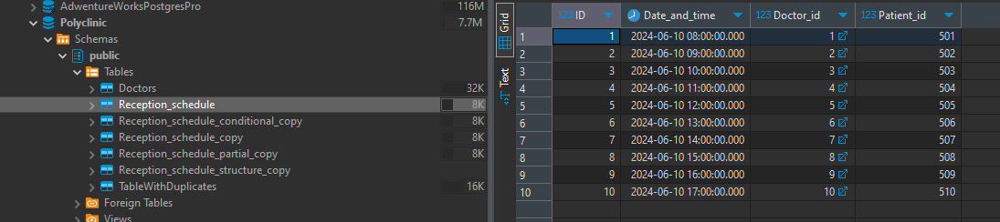 AdwentureWorksPostgresPro 116M
Polyclinic 7.7M
Schemas
public
Tables
Doctors 32K
Reception_schedule 8K
Reception_schedule_conditional_copy 8K
Reception_schedule_copy 8K
Reception_schedule_partial_copy 8K
Reception_schedule_structure_copy
TableWithDuplicates 16K
Foreign Tables
Views
Grid
Text
123 ID Date_and_time 123 Doctor_id 123 Patient_id
1 1 2024-06-10 08:00:00.000 1 501
2 2 2024-06-10 09:00:00.000 2 502
3 3 2024-06-10 10:00:00.000 3 503
4 4 2024-06-10 11:00:00.000 4 504
5 5 2024-06-10 12:00:00.000 5 505
6 6 2024-06-10 13:00:00.000 6 506
7 7 2024-06-10 14:00:00.000 7 507
8 8 2024-06-10 15:00:00.000 8 508
9 9 2024-06-10 16:00:00.000 9 509
10 10 2024-06-10 17:00:00.000 10 510